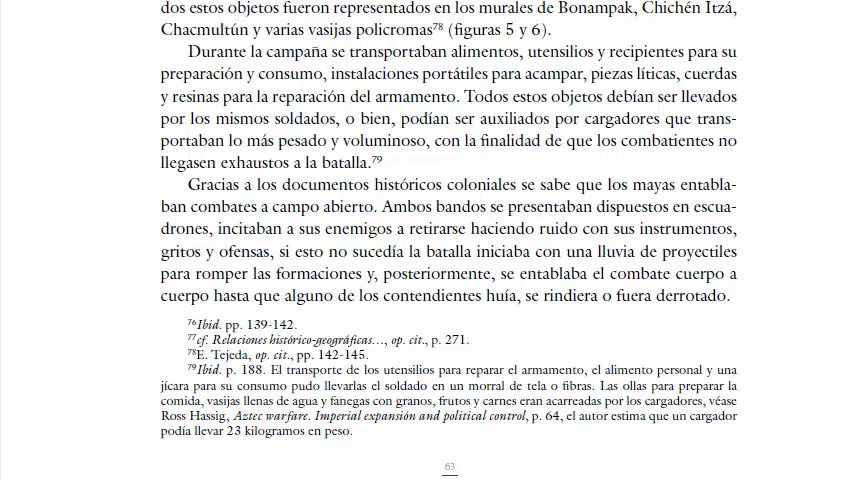 dos estos objetos fueron representados en los murales de Bonampak, Chichén Itzá,
Chacmultún y varias vasijas policromas⁷⁸ (figuras 5 y 6).
Durante la campaña se transportaban alimentos, utensilios y recipientes para su
preparación y consumo, instalaciones portátiles para acampar, piezas líticas, cuerdas
y resinas para la reparación del armamento. Todos estos objetos debían ser llevados
por los mismos soldados, o bien, podían ser auxiliados por cargadores que trans-
portaban lo más pesado y voluminoso, con la finalidad de que los combatientes no
llegasen exhaustos a la batalla.⁷⁹
Gracias a los documentos históricos coloniales se sabe que los mayas entabla-
ban combates a campo abierto. Ambos bandos se presentaban dispuestos en escua-
drones, incitaban a sus enemigos a retirarse haciendo ruido con sus instrumentos,
gritos y ofensas, si esto no sucedía la batalla iniciaba con una lluvia de proyectiles
para romper las formaciones y, posteriormente, se entablaba el combate cuerpo a
cuerpo hasta que alguno de los contendientes huía, se rindiera o fuera derrotado.
⁷⁶Ibid. pp. 139-142.
⁷⁷cf. Relaciones histórico-geográficas…, op. cit., p. 271.
⁷⁸E. Tejeda, op. cit., pp. 142-145.
⁷⁹Ibid. p. 188. El transporte de los utensilios para reparar el armamento, el alimento personal y una
jícara para su consumo pudo llevarlas el soldado en un morral de tela o fibras. Las ollas para preparar la
comida, vasijas llenas de agua y fanegas con granos, frutos y carnes eran acarreadas por los cargadores, véase
Ross Hassig, Aztec warfare. Imperial expansión and political control, p. 64, el autor estima que un cargador
podía llevar 23 kilogramos en peso.
63